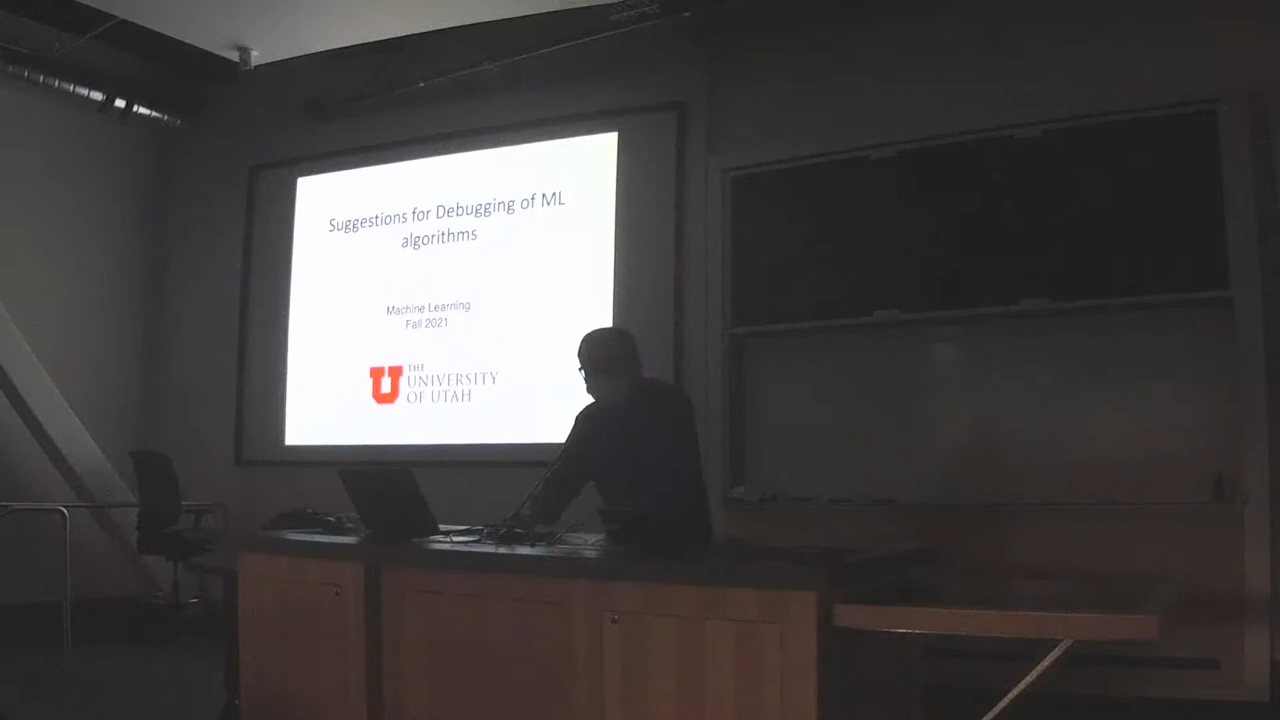 Suggestions for Debugging of ML
algorithms
Machine Learning
Fall 2021
U THE
UNIVERSITY
OF UTAH